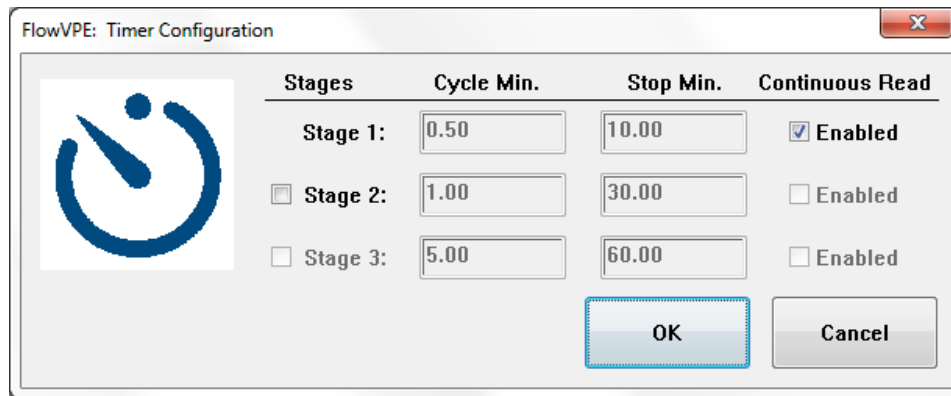 FlowVPE: Timer Configuration
Stages Cycle Min. Stop Min. Continuous Read
Stage 1: 0.50 10.00 Enabled
Stage 2: 1.00 30.00 Enabled
Stage 3: 5.00 60.00 Enabled
OK Cancel